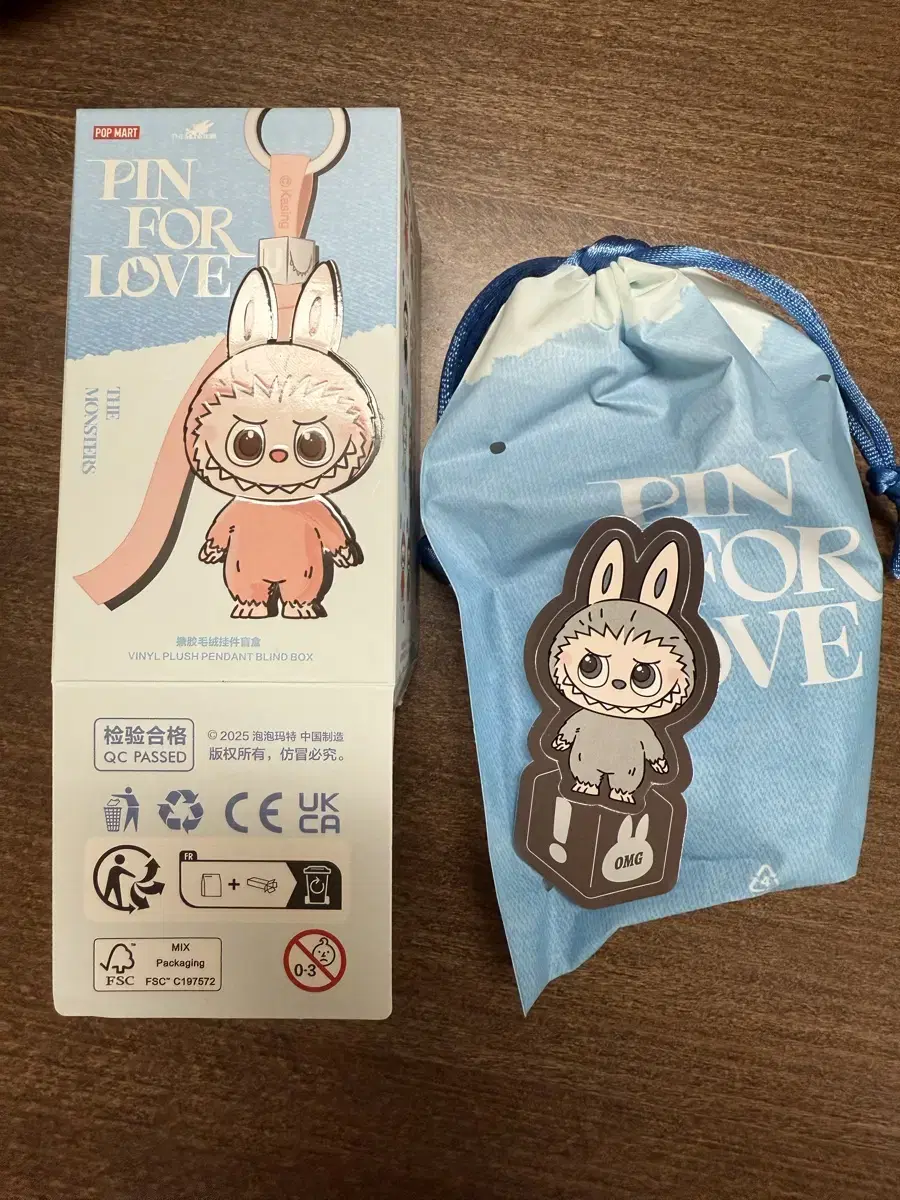 POP MART
PIN
FOR
LOVE
Kasing
THE
MONSTERS
搪胶毛绒挂件盲盒
VINYL PLUSH PENDANT BLIND BOX
检验合格
QC PASSED
©2025 泡泡玛特 中国制造
版权所有，仿冒必究。
CE
UK
CA
FR
+
MIX
Packaging
FSC™ C197572
FSC
0-3
PIN
FOR
OVE
!
OMG
4